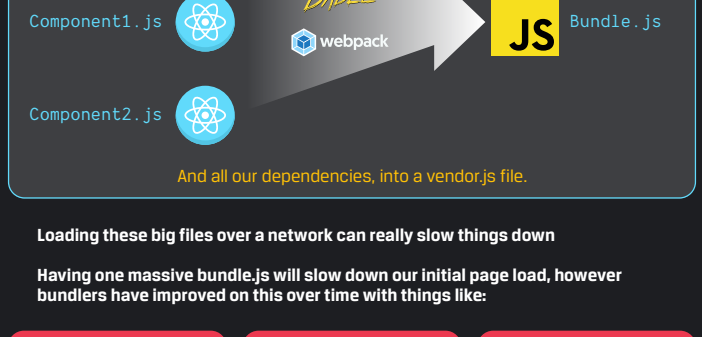 Component1.js
BABEL
webpack
JS
Bundle.js
Component2.js
And all our dependencies, into a vendor.js file.
Loading these big files over a network can really slow things down
Having one massive bundle.js will slow down our initial page load, however
bundlers have improved on this over time with things like: